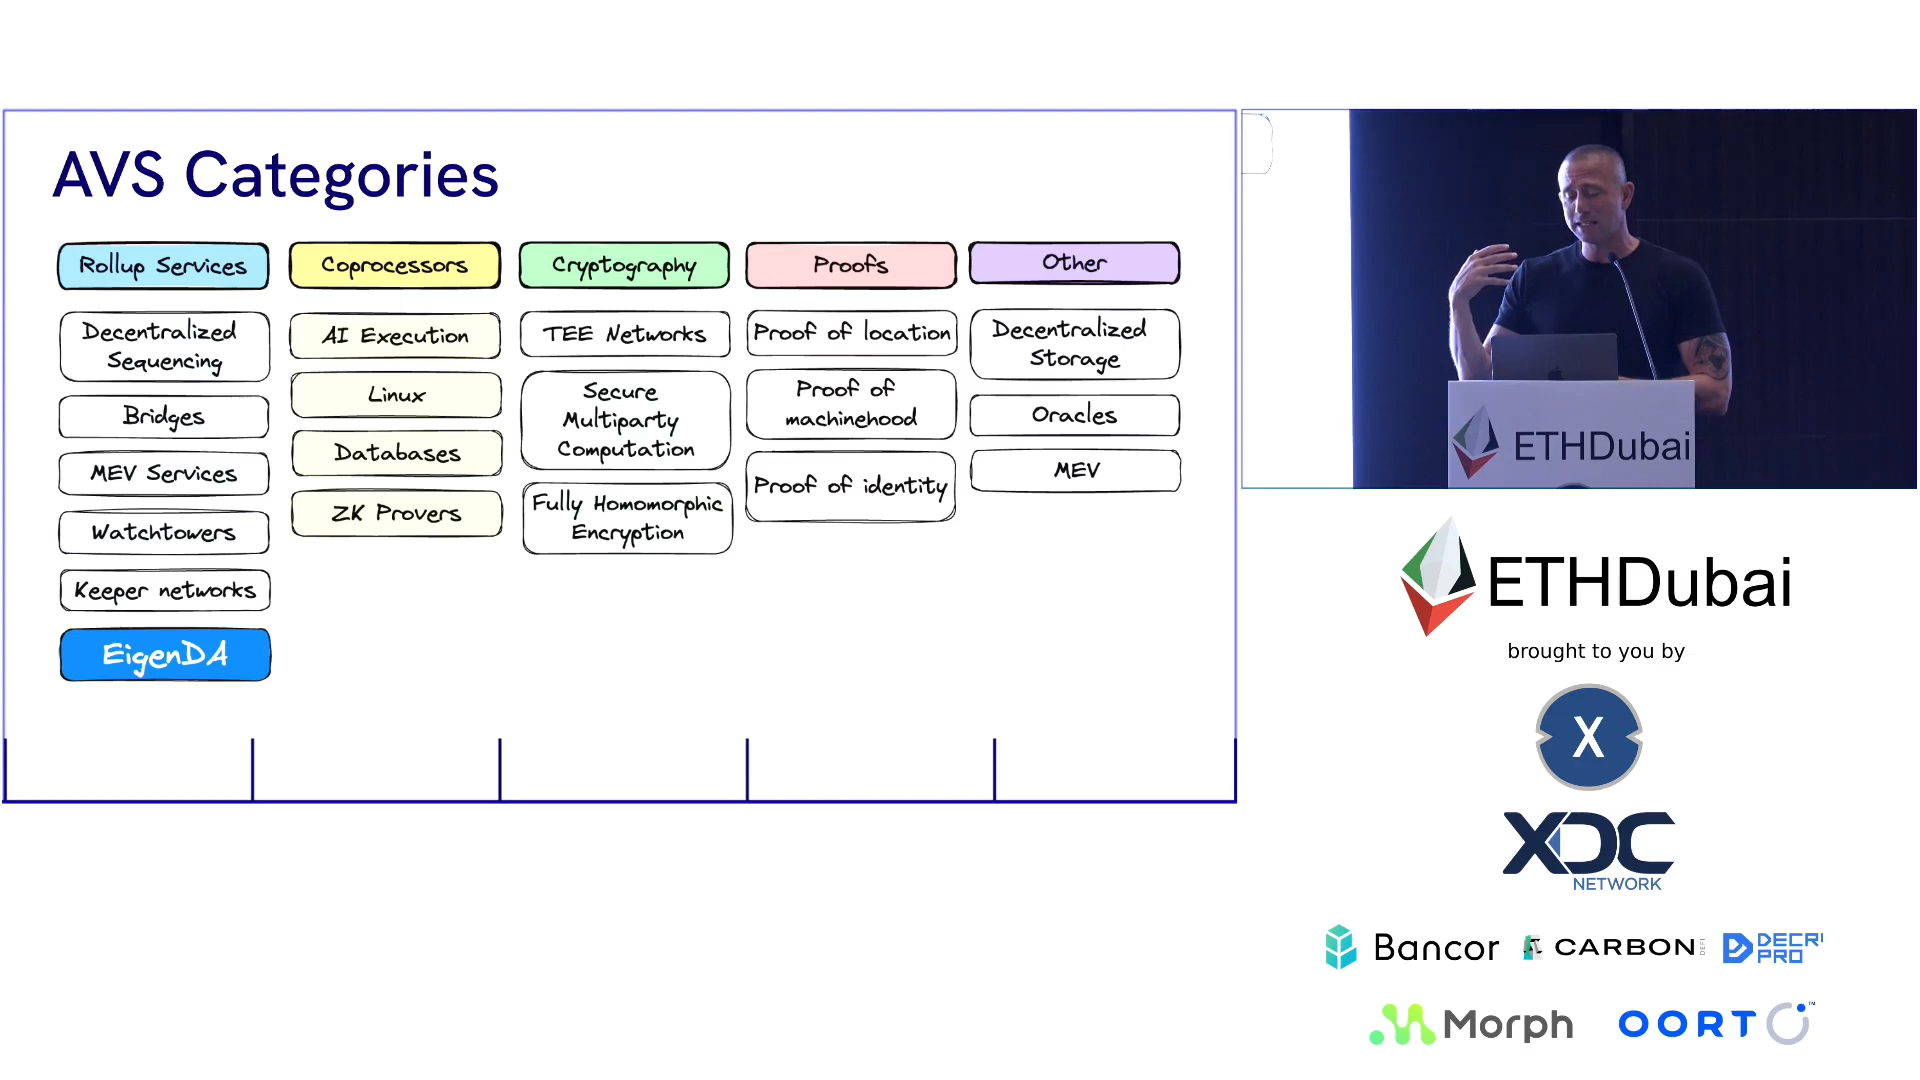 AVS Categories
Rollup Services
Decentralized
Sequencing
Bridges
MEV Services
Watchtowers
Keeper networks
EigenDA
Coprocessors
AI Execution
Linux
Databases
ZK Provers
Cryptography
TEE Networks
Secure
Multiparty
Computation
Fully Homomorphic
Encryption
Proofs
Proof of location
Proof of
machinehood
Proof of identity
Other
Decentralized
Storage
Oracles
MEV
ETHDubai
ETHDubai
brought to you by
X
XDC
NETWORK
Bancor
CARBON
DEFI
DECRI
PRO
Morph
OORT
™